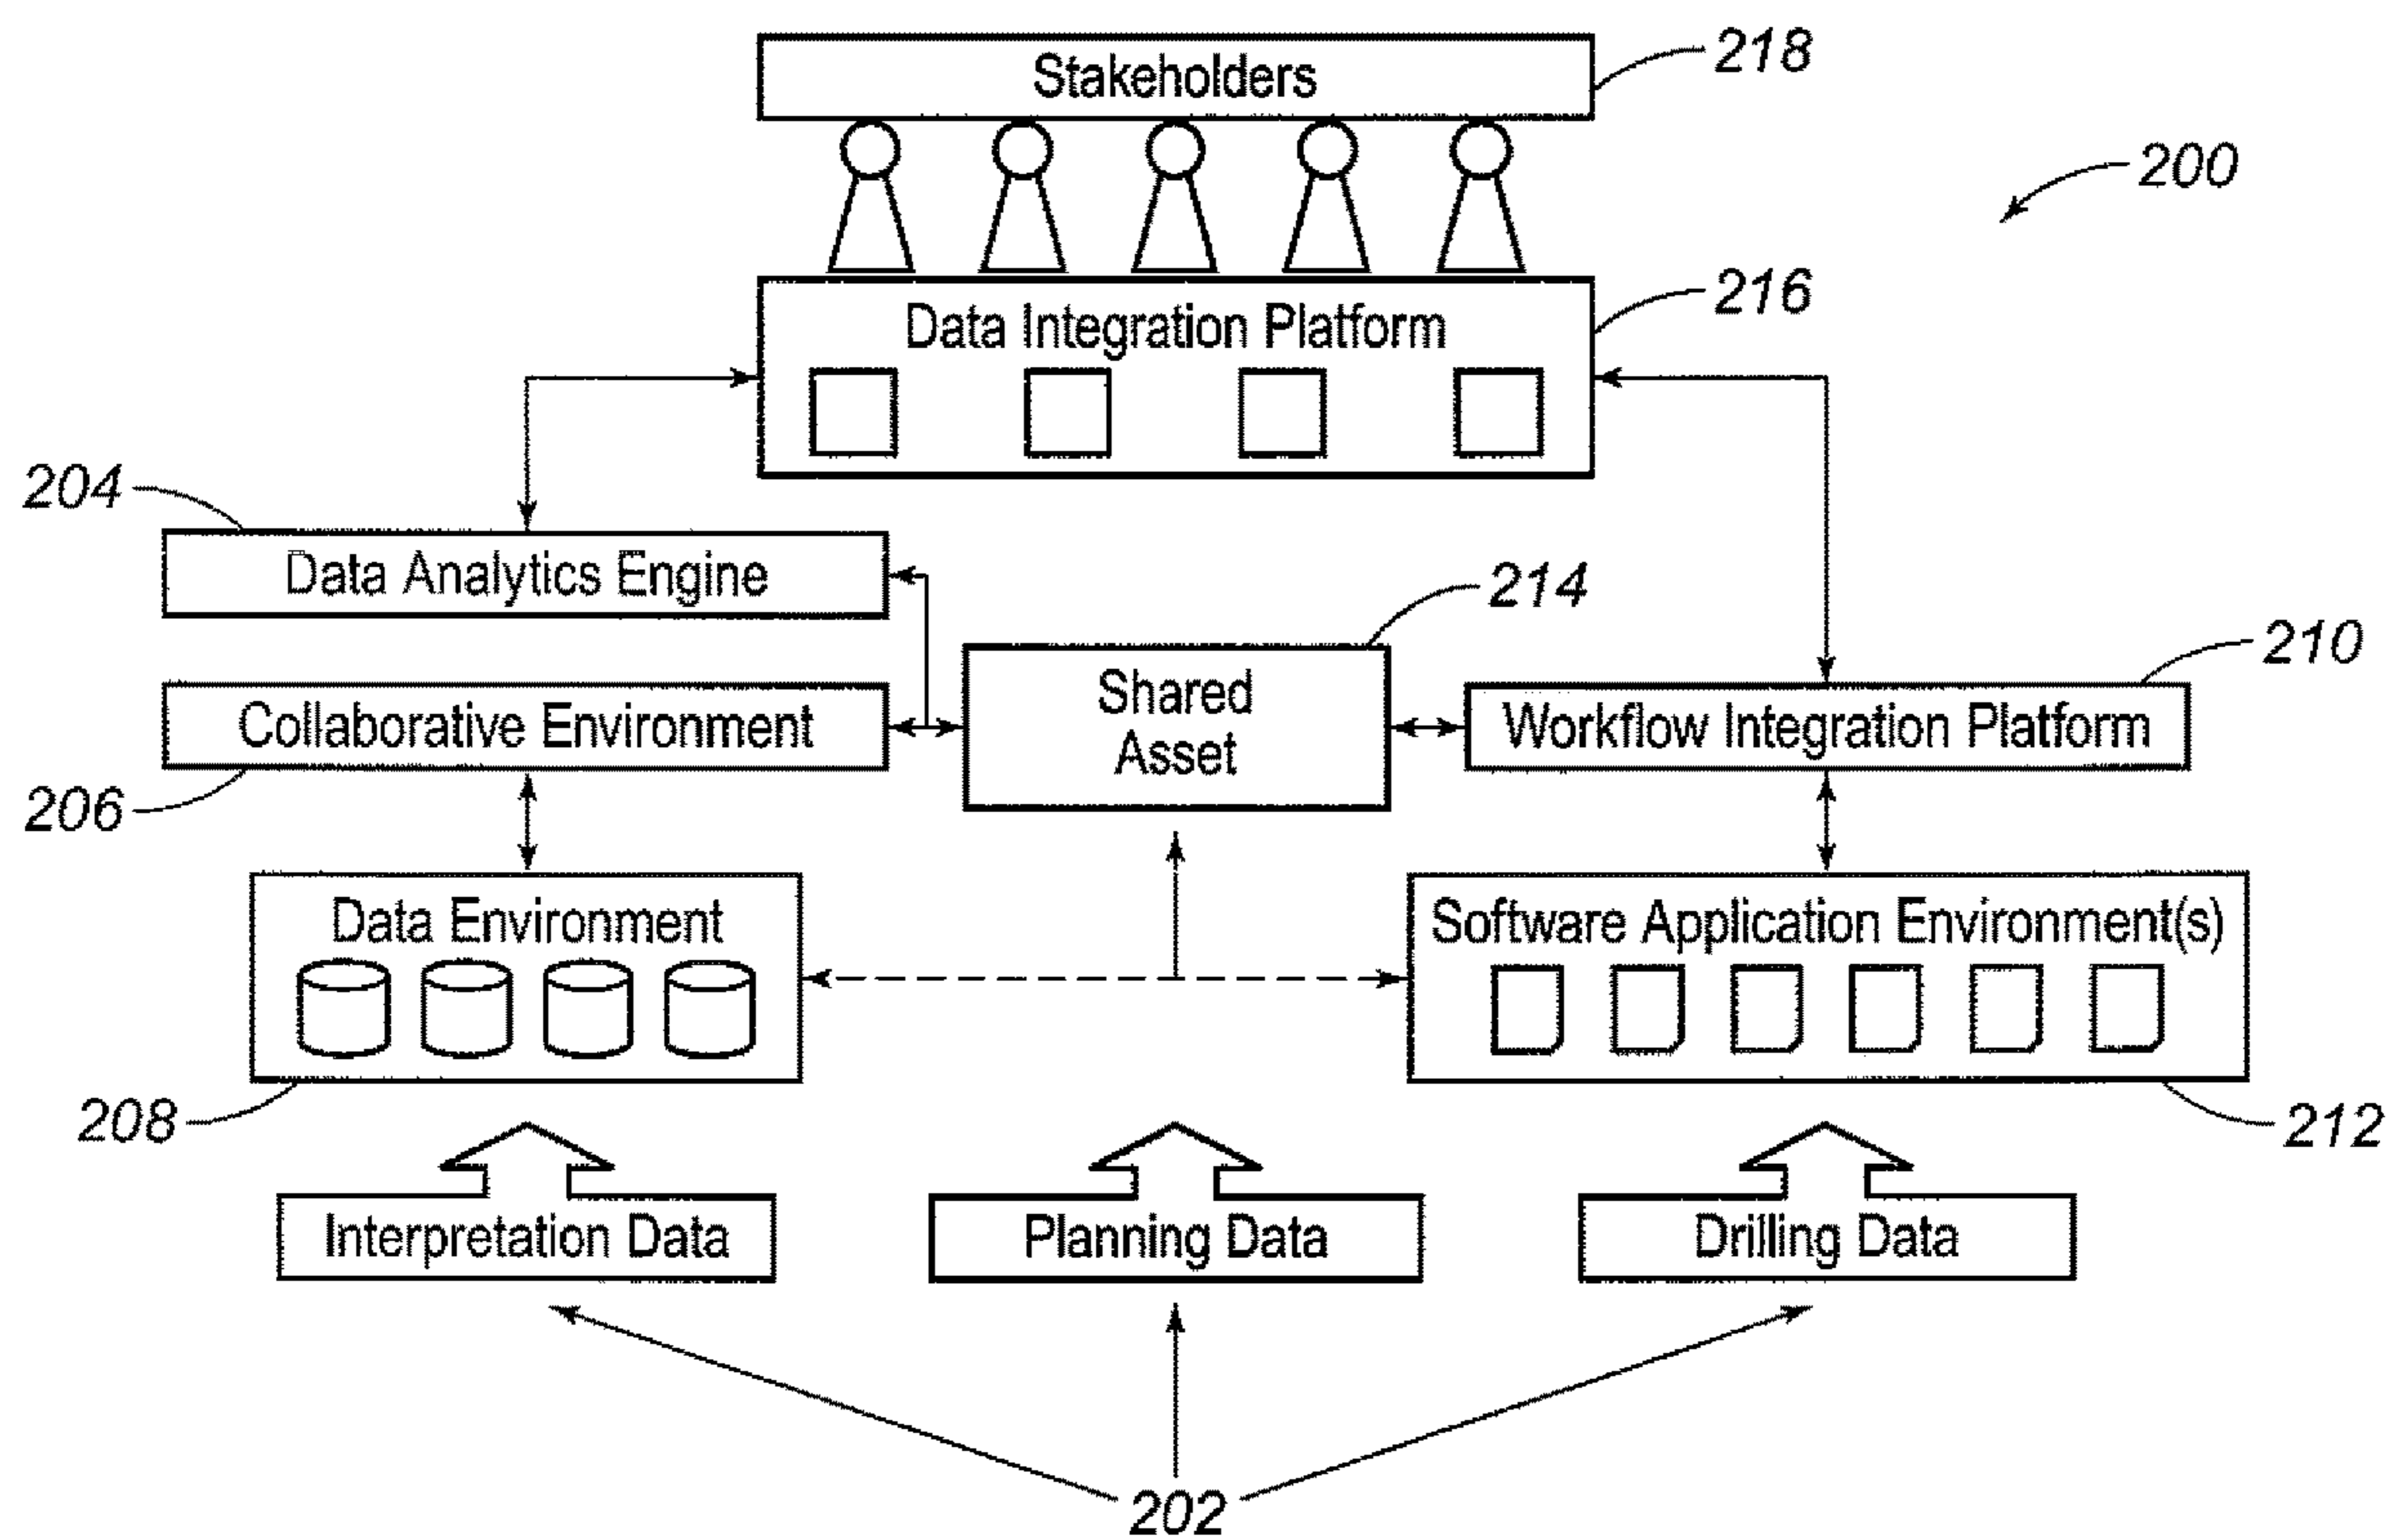 Stakeholders
218
200
Data Integration Platform
216
204
Data Analytics Engine
214
Shared
Asset
210
Collaborative Environment
Workflow Integration Platform
206
Data Environment
Software Application Environment(s)
208
212
Interpretation Data
Planning Data
Drilling Data
202